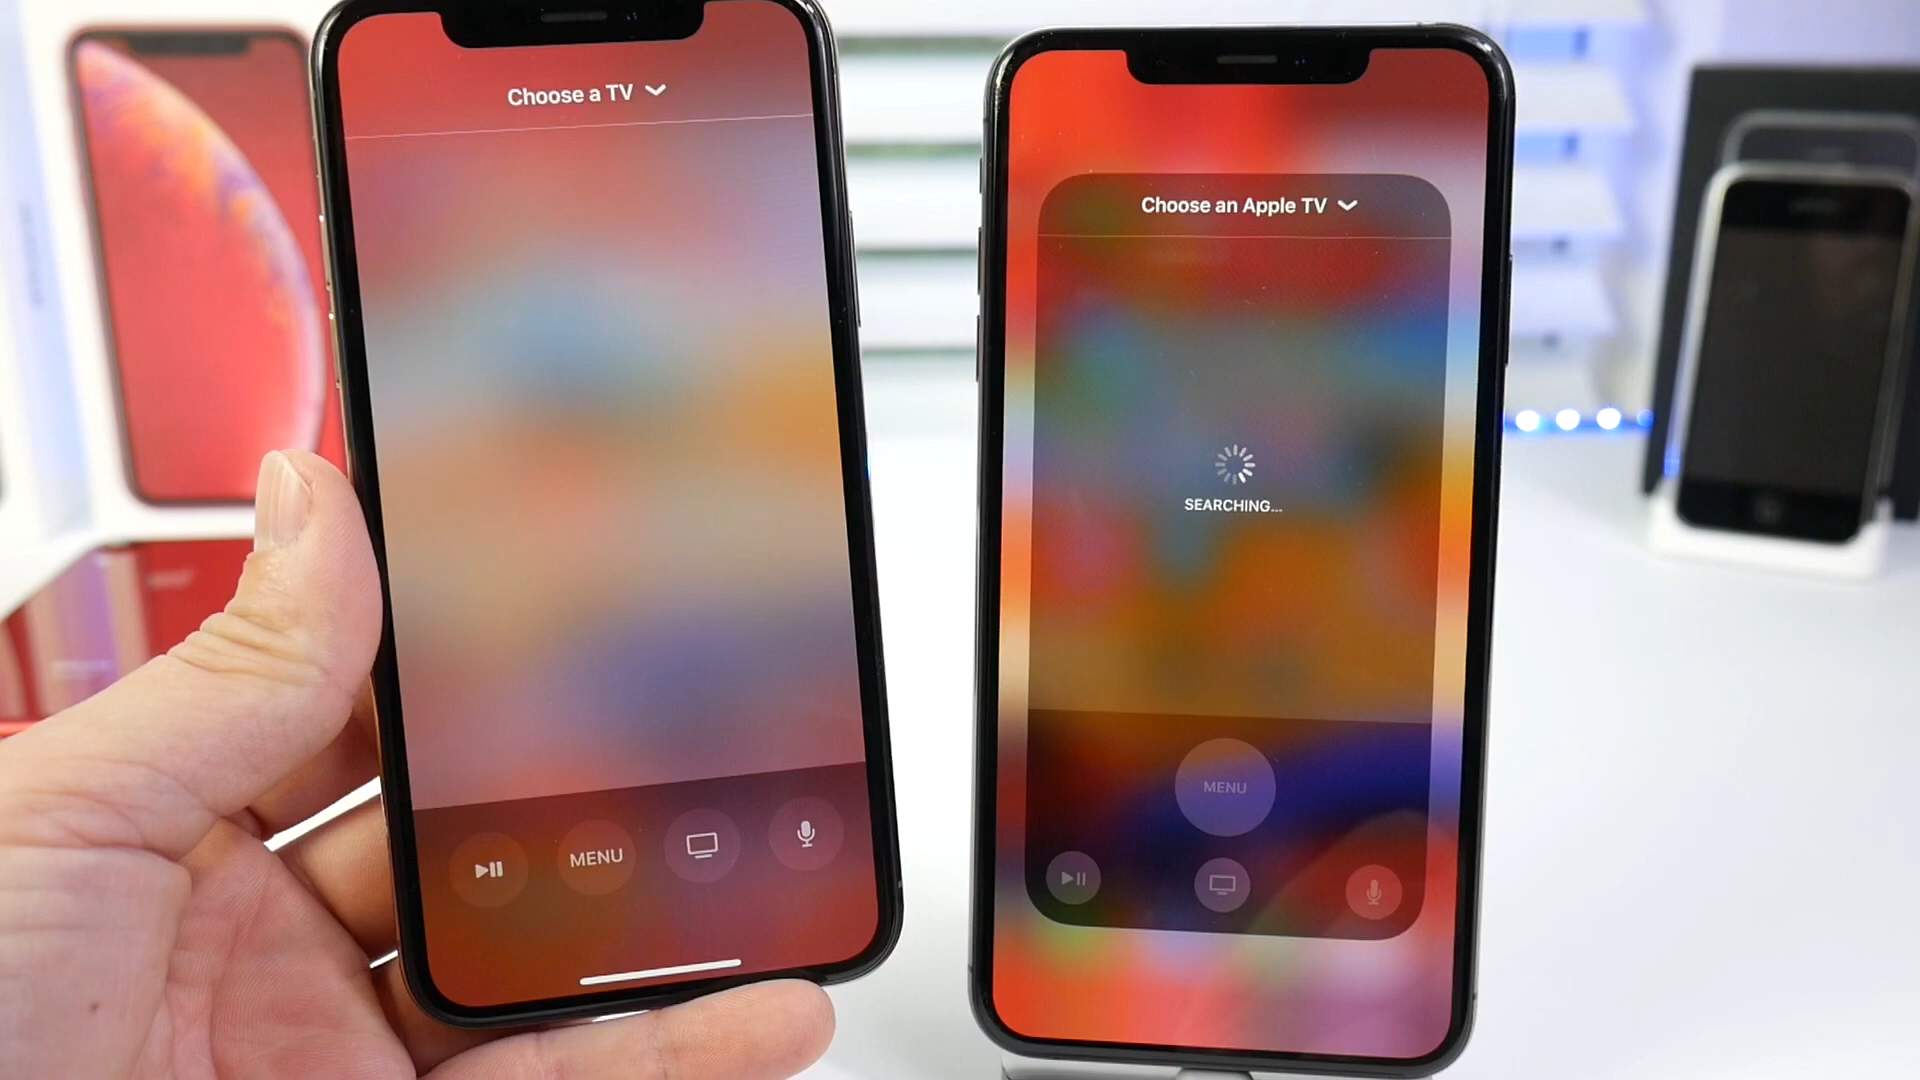 Choose a TV
MENU
Choose an Apple TV
SEARCHING...
MENU